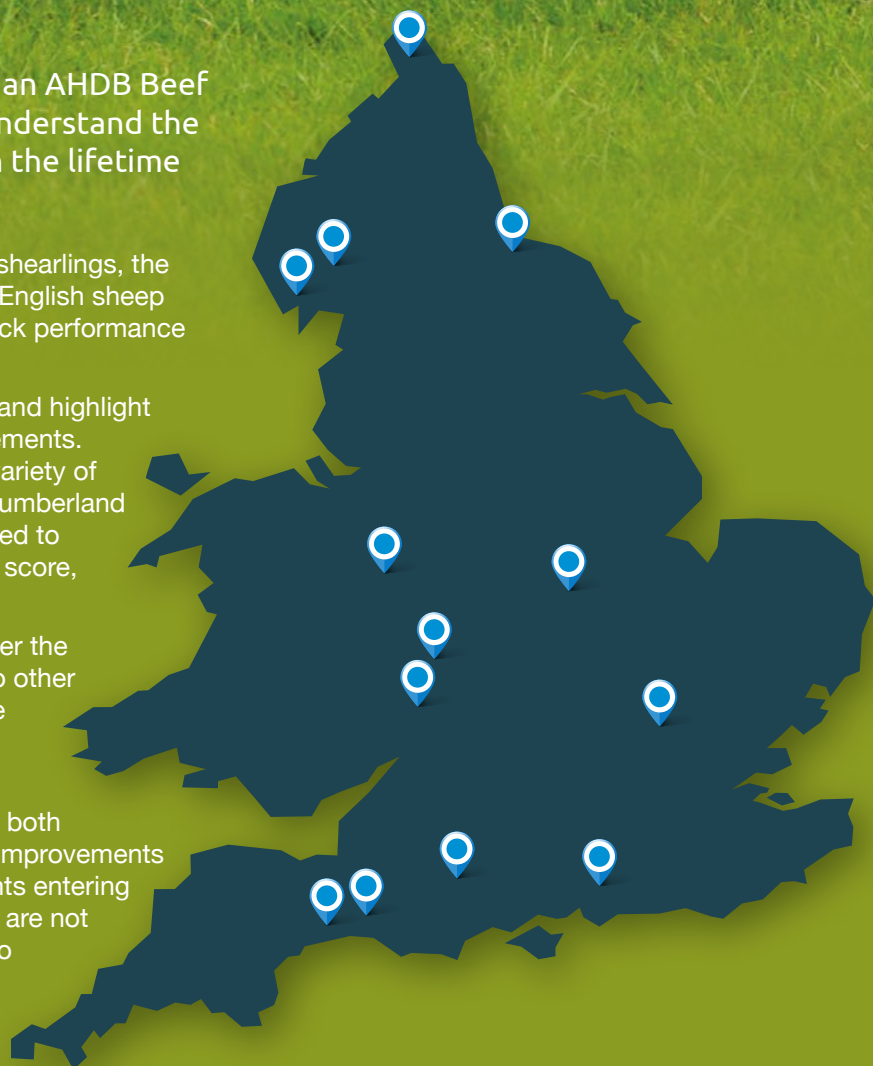 an AHDB Beef
nderstand the
the lifetime
shearlings, the
English sheep
ck performance
and highlight
ements.
ariety of
umberland
ed to
score,
er the
o other
e
both
mprovements
nts entering
are not
o